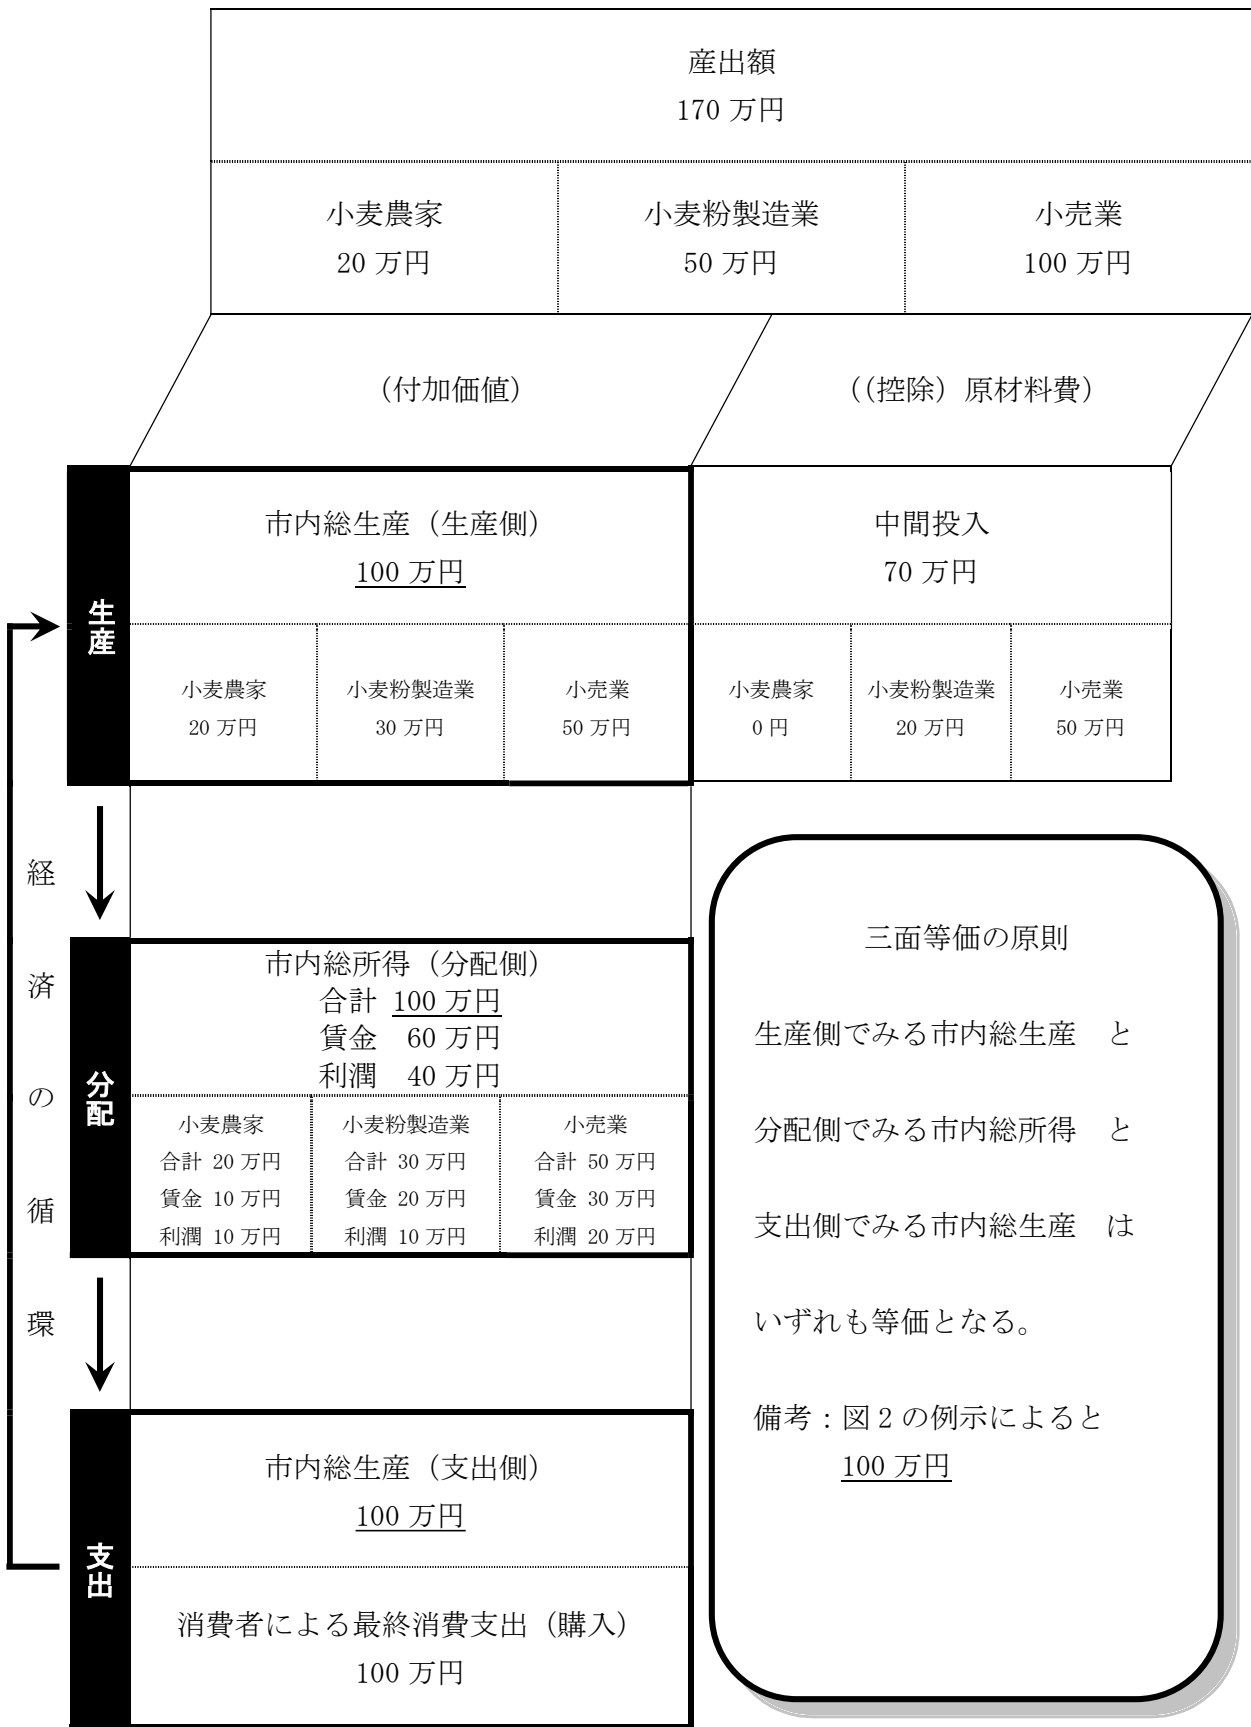 産出額
170 万円
小麦農家
20 万円
小麦粉製造業
50 万円
小売業
100 万円
(付加価値)
((控除) 原材料費)
生産
市内総生産(生産側)
100 万円
小麦農家
20 万円
小麦粉製造業
30 万円
小売業
50 万円
中間投入
70 万円
小麦農家
0 円
小麦粉製造業
20 万円
小売業
50 万円
経済の循環
分配
市内総所得(分配側)
合計 100 万円
賃金 60 万円
利潤 40 万円
小麦農家
合計 20 万円
賃金 10 万円
利潤 10 万円
小麦粉製造業
合計 30 万円
賃金 20 万円
利潤 10 万円
小売業
合計 50 万円
賃金 30 万円
利潤 20 万円
支出
市内総生産(支出側)
100 万円
消費者による最終消費支出(購入)
100 万円
三面等価の原則
生産側でみる市内総生産 と
分配側でみる市内総所得 と
支出側でみる市内総生産 は
いずれも等価となる。
備考:図2の例示によると
100 万円